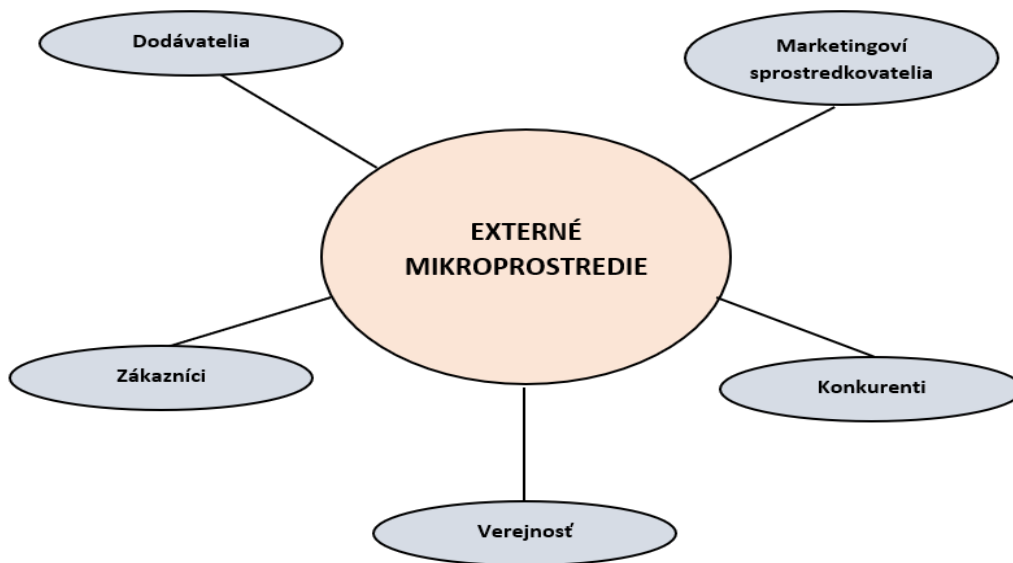 Dodávatelia
Marketingoví
sprostredkovatelia
EXTERNÉ
MIKROPROSTREDIE
Zákazníci
Konkurenti
Verejnosť